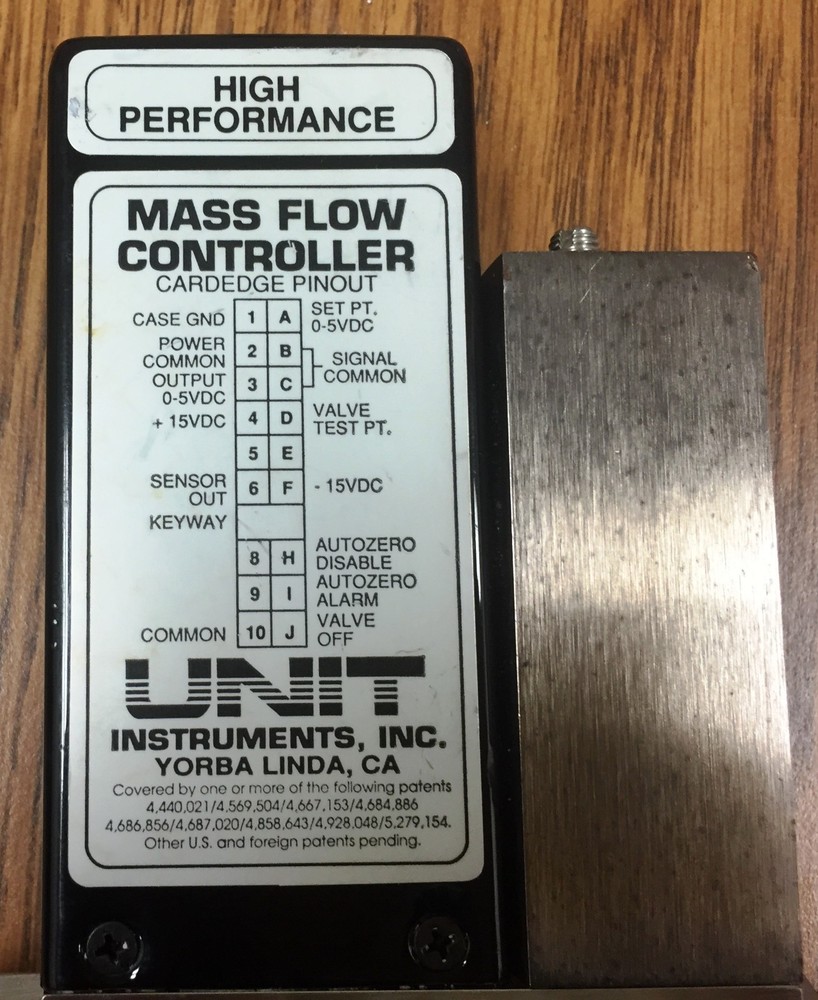 HIGH
PERFORMANCE
MASS FLOW
CONTROLLER
CARDEDGE PINOUT
CASE GND 1 A SET PT.
0-5VDC
POWER
COMMON 2 B SIGNAL
COMMON
OUTPUT
0-5VDC 3 C
+ 15VDC 4 D VALVE
TEST PT.
5 E
SENSOR
OUT 6 F - 15VDC
KEYWAY
8 H AUTOZERO
DISABLE
9 I AUTOZERO
ALARM
COMMON 10 J VALVE
OFF
UNIT
INSTRUMENTS, INC.
YORBA LINDA, CA
Covered by one or more of the following patents
4,440,021/4,569,504/4,667,153/4,684,886
4,686,856/4,687,020/4,858,643/4,928,048/5,279,154.
Other U.S. and foreign patents pending.